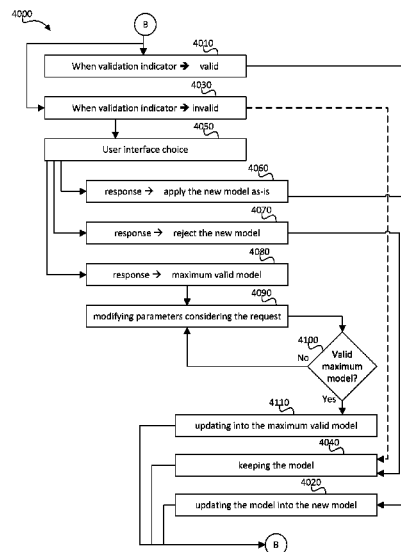 4000
B
4010
When validation indicator ➔ valid
4030
When validation indicator ➔ invalid
4050
User interface choice
4060
response → apply the new model as-is
4070
response → reject the new model
4080
response → maximum valid model
4090
modifying parameters considering the request
4100
No
Valid
maximum
model?
Yes
4110
updating into the maximum valid model
4040
keeping the model
4020
updating the model into the new model
B